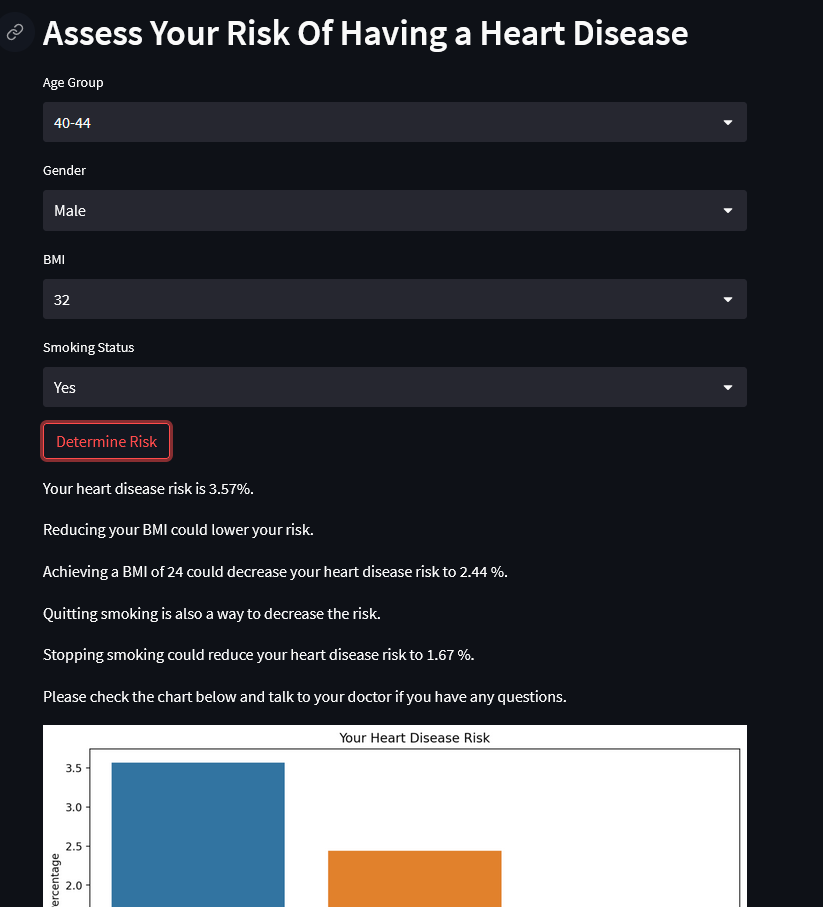 Assess Your Risk Of Having a Heart Disease
Age Group
40-44
Gender
Male
BMI
32
Smoking Status
Yes
Determine Risk
Your heart disease risk is 3.57%.
Reducing your BMI could lower your risk.
Achieving a BMI of 24 could decrease your heart disease risk to 2.44 %.
Quitting smoking is also a way to decrease the risk.
Stopping smoking could reduce your heart disease risk to 1.67 %.
Please check the chart below and talk to your doctor if you have any questions.
Your Heart Disease Risk
3.5
3.0
2.5
2.0
ercentage